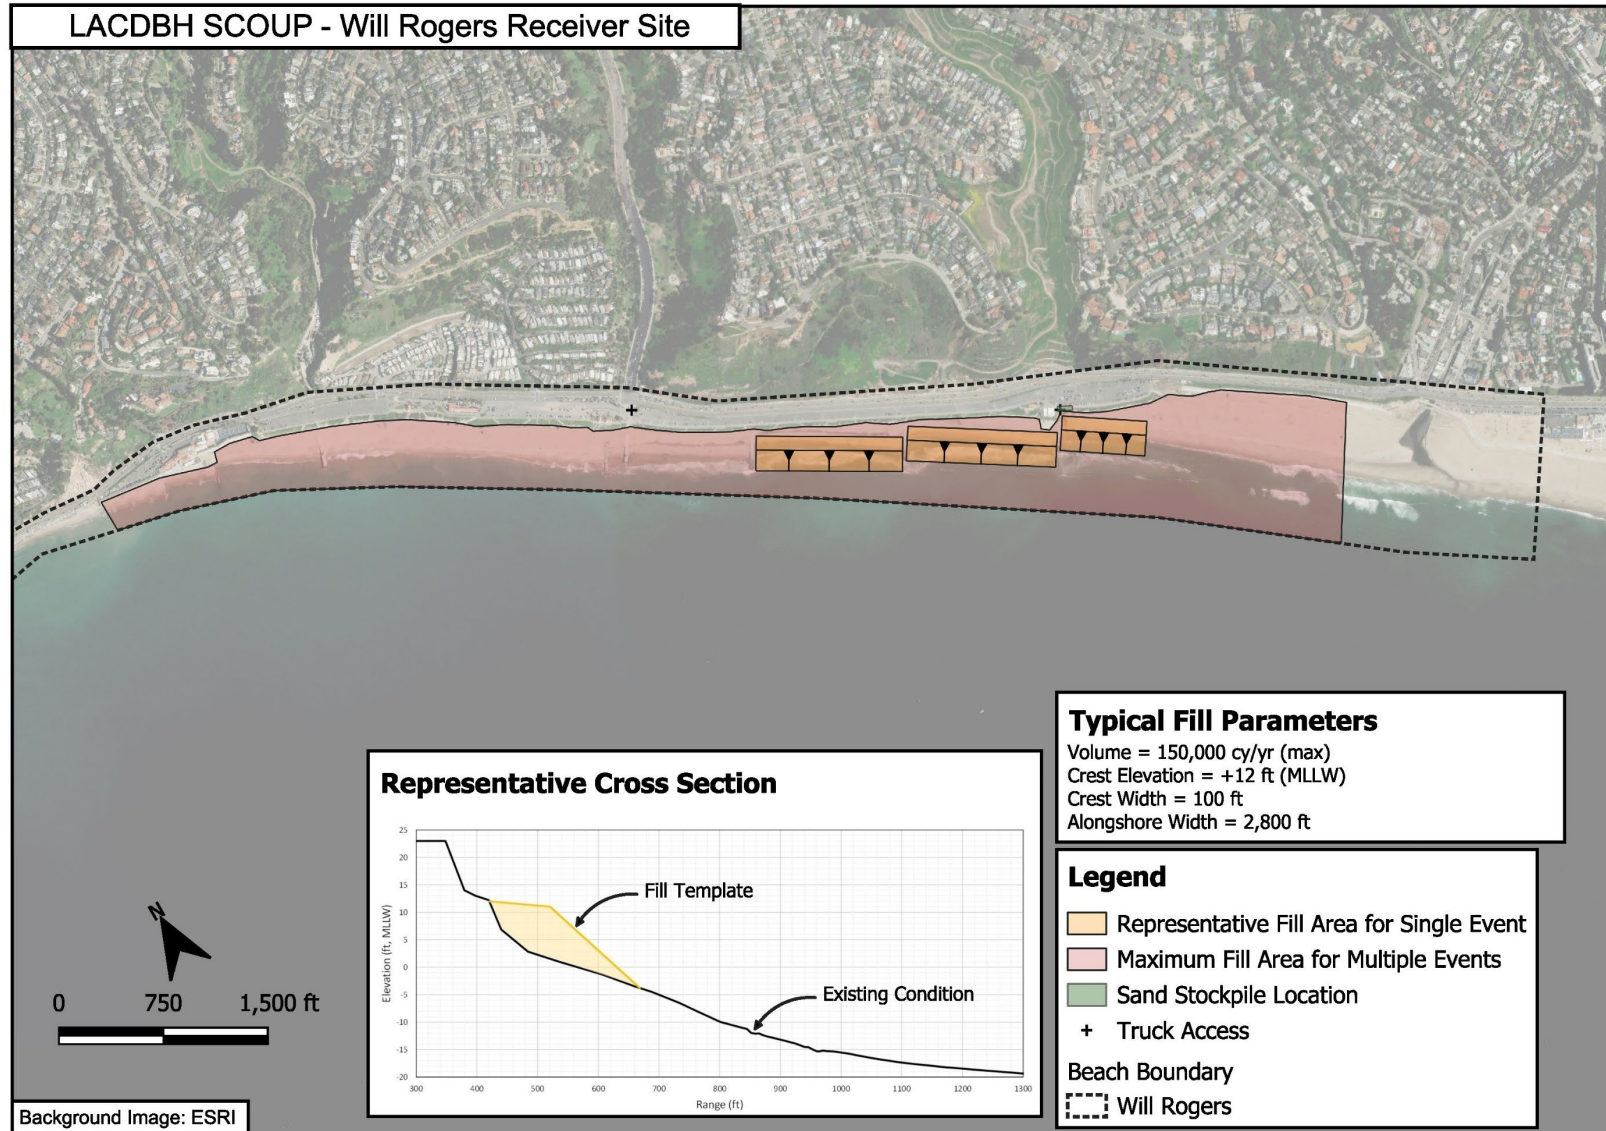 LACDBH SCOUP - Will Rogers Receiver Site
Typical Fill Parameters
Volume = 150,000 cy/yr (max)
Crest Elevation = +12 ft (MLLW)
Crest Width = 100 ft
Alongshore Width = 2,800 ft
Representative Cross Section
25
20
15
10
5
0
-5
-10
-15
-20
Elevation (ft, MLLW)
Fill Template
Existing Condition
300 400 500 600 700 800 900 1000 1100 1200 1300
Range (ft)
Legend
Representative Fill Area for Single Event
Maximum Fill Area for Multiple Events
Sand Stockpile Location
+ Truck Access
Beach Boundary
Will Rogers
N
0 750 1,500 ft
Background Image: ESRI